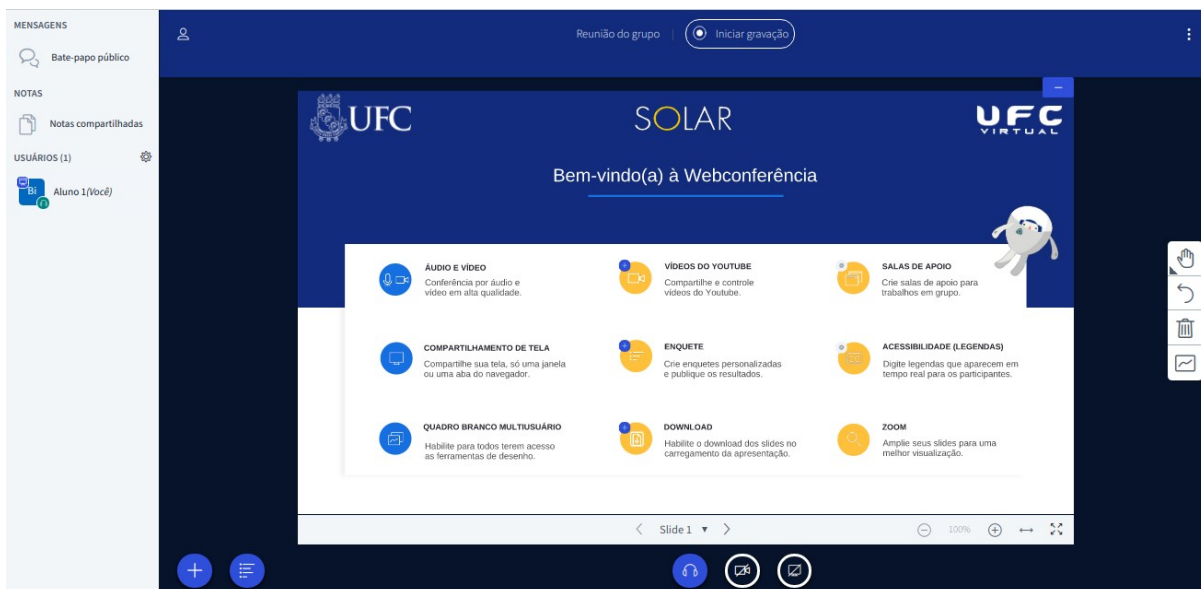 MENSAGENS
Bate-papo público
NOTAS
Notas compartilhadas
USUÁRIOS (1)
Bi
Aluno 1(Você)
Reunião do grupo
Iniciar gravação
UFC
SOLAR
UFC
VIRTUAL
Bem-vindo(a) à Webconferência
ÁUDIO E VÍDEO
Conferência por áudio e
vídeo em alta qualidade.
VÍDEOS DO YOUTUBE
Compartilhe e controle
vídeos do Youtube.
SALAS DE APOIO
Crie salas de apoio para
trabalhos em grupo.
COMPARTILHAMENTO DE TELA
Compartilhe sua tela, só uma janela
ou uma aba do navegador.
ENQUETE
Crie enquetes personalizadas
e publique os resultados.
ACESSIBILIDADE (LEGENDAS)
Digite legendas que aparecem em
tempo real para os participantes.
QUADRO BRANCO MULTIUSUÁRIO
Habilite para todos terem acesso
as ferramentas de desenho.
DOWNLOAD
Habilite o download dos slides no
carregamento da apresentação.
ZOOM
Amplie seus slides para uma
melhor visualização.
Slide 1
100%